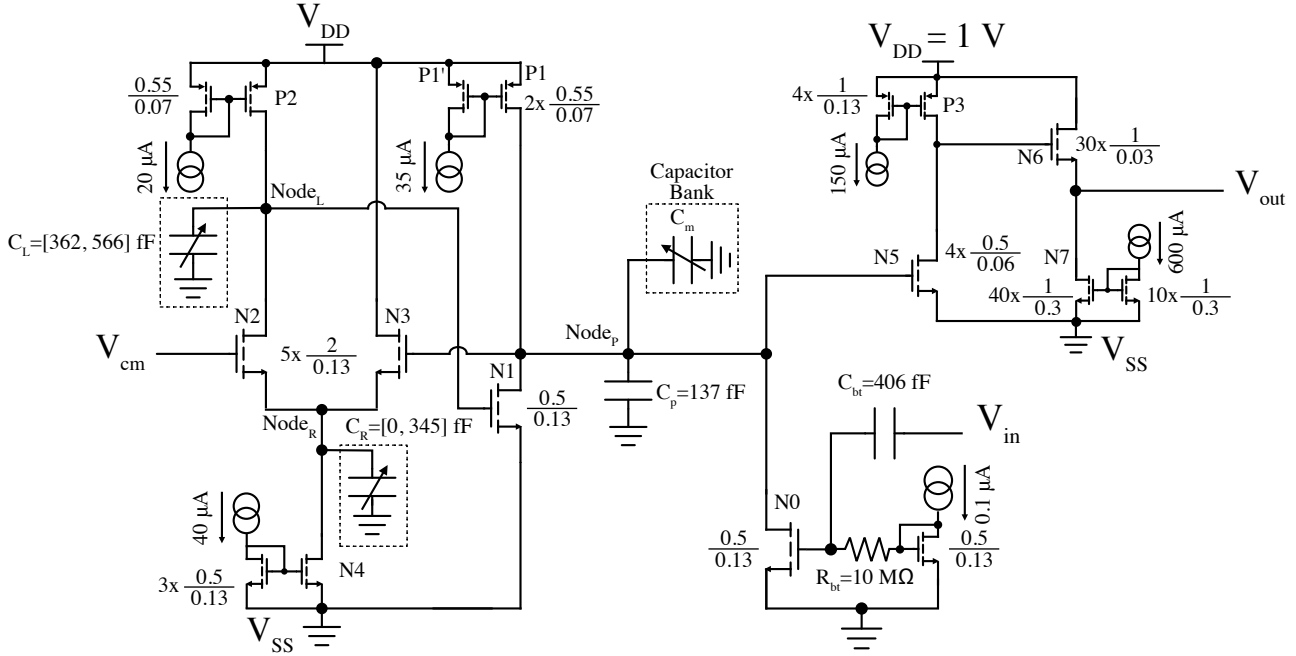 V_DD
V_DD = 1 V
0.55/0.07
P2
20 µA
P1'
P1
2x 0.55/0.07
35 µA
4x 1/0.13
P3
150 µA
N6
30x 1/0.03
V_out
Node_L
C_L=[362, 566] fF
Capacitor
Bank
C_m
N5
4x 0.5/0.06
N7
600 µA
40x 1/0.3
10x 1/0.3
V_SS
N2
N3
V_cm
5x 2/0.13
Node_P
N1
0.5/0.13
C_p=137 fF
C_bt=406 fF
V_in
Node_R
C_R=[0, 345] fF
40 µA
3x 0.5/0.13
N4
V_SS
N0
0.5/0.13
R_bt=10 MΩ
0.1 µA
0.5/0.13